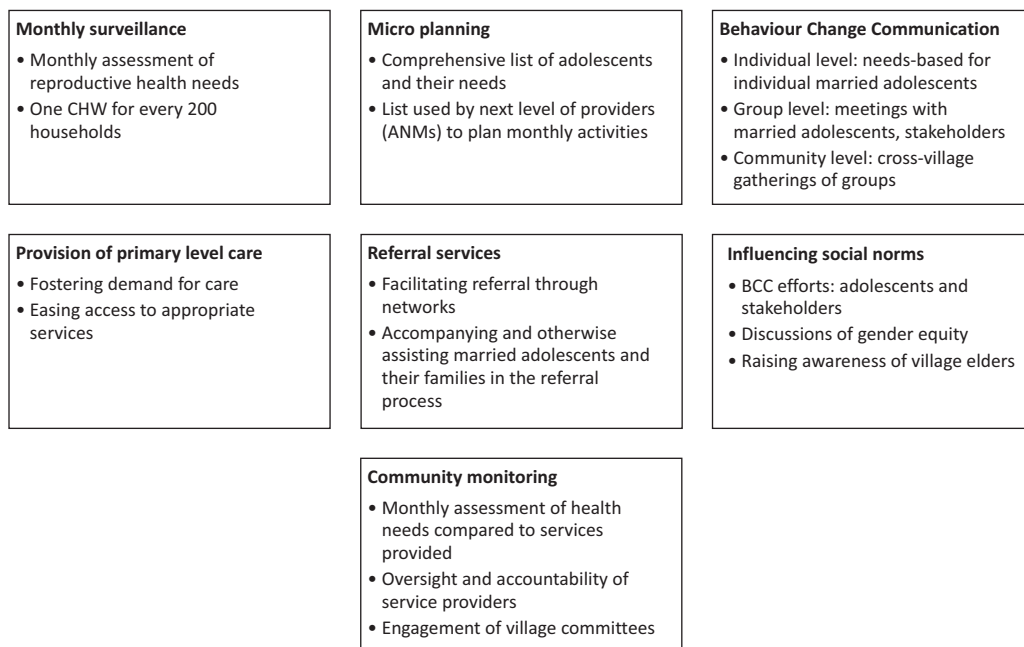 Monthly surveillance
• Monthly assessment of
reproductive health needs
• One CHW for every 200
households
Micro planning
• Comprehensive list of adolescents
and their needs
• List used by next level of providers
(ANMs) to plan monthly activities
Behaviour Change Communication
• Individual level: needs-based for
individual married adolescents
• Group level: meetings with
married adolescents, stakeholders
• Community level: cross-village
gatherings of groups
Provision of primary level care
• Fostering demand for care
• Easing access to appropriate
services
Referral services
• Facilitating referral through
networks
• Accompanying and otherwise
assisting married adolescents and
their families in the referral
process
Influencing social norms
• BCC efforts: adolescents and
stakeholders
• Discussions of gender equity
• Raising awareness of village elders
Community monitoring
• Monthly assessment of health
needs compared to services
provided
• Oversight and accountability of
service providers
• Engagement of village committees